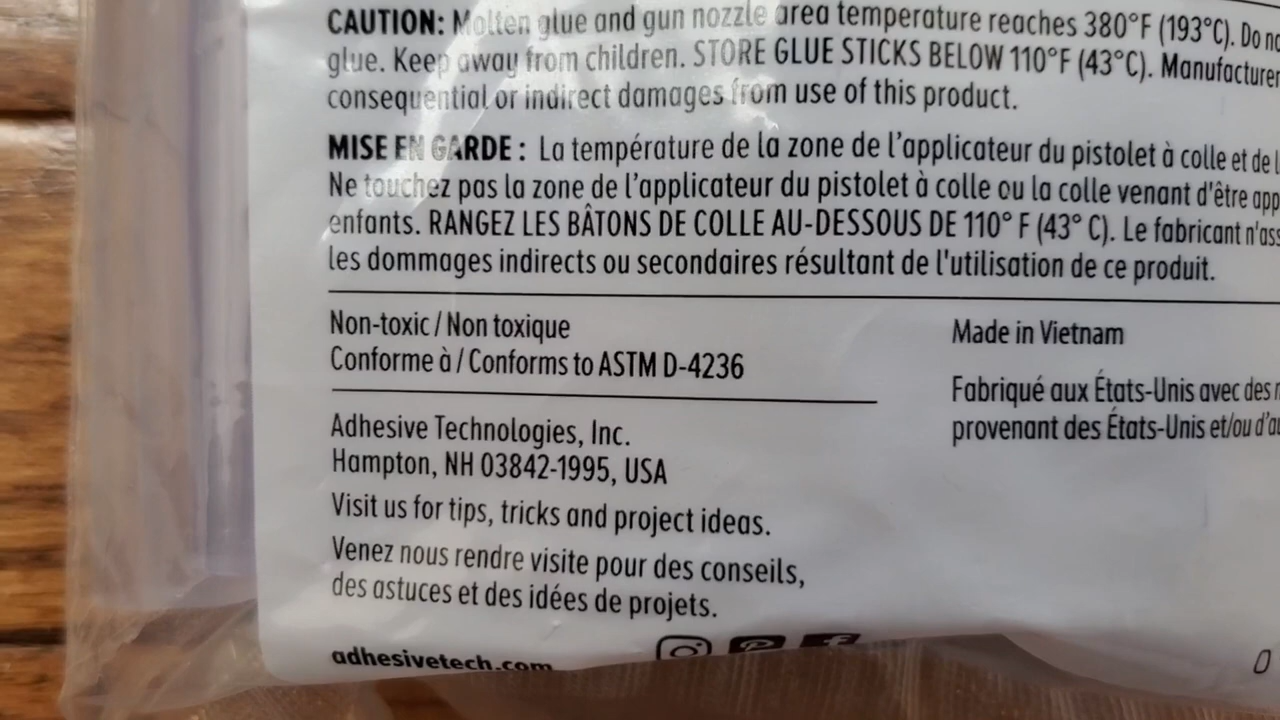 CAUTION: Molten glue and gun nozzle area temperature reaches 380°F (193°C). Do
glue. Keep away from children. STORE GLUE STICKS BELOW 110°F (43°C). Manufacturer
consequential or indirect damages from use of this product.
MISE EN GARDE : La température de la zone de l'applicateur du pistolet à colle et de
Ne touchez pas la zone de l'applicateur du pistolet à colle ou la colle venant d'être
enfants. RANGEZ LES BÂTONS DE COLLE AU-DESSOUS DE 110° F (43° C). Le fabricant
les dommages indirects ou secondaires résultant de l'utilisation de ce produit.
Non-toxic / Non toxique
Conforme à / Conforms to ASTM D-4236
Made in Vietnam
Fabriqué aux États-Unis avec des
provenant des États-Unis et/ou
Adhesive Technologies, Inc.
Hampton, NH 03842-1995, USA
Visit us for tips, tricks and project ideas.
Venez nous rendre visite pour des conseils,
des astuces et des idées de projets.
adhesivetech.com